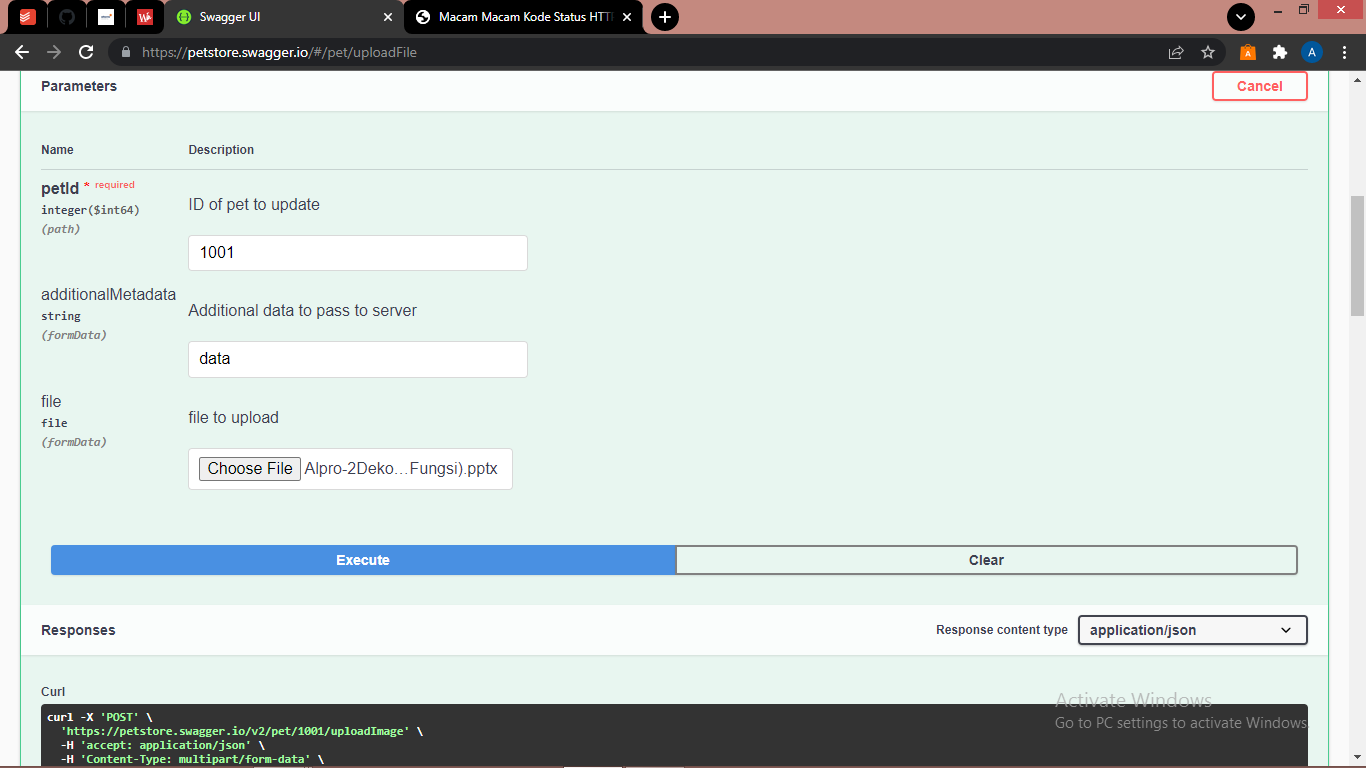 Swagger UI
Macam Macam Kode Status HTT
https://petstore.swagger.io/#/pet/uploadFile
A
Parameters
Cancel
Name Description
petId * required
integer($int64)
(path)
ID of pet to update
1001
additionalMetadata
string
(formData)
Additional data to pass to server
data
file
file
(formData)
file to upload
Choose File Alpro-2Deko…Fungsi).pptx
Execute
Clear
Responses
Response content type
application/json
Curl
curl -X 'POST' \
'https://petstore.swagger.io/v2/pet/1001/uploadImage' \
-H 'accept: application/json' \
-H 'Content-Type: multipart/form-data' \
Activate Windows
Go to PC settings to activate Windows.